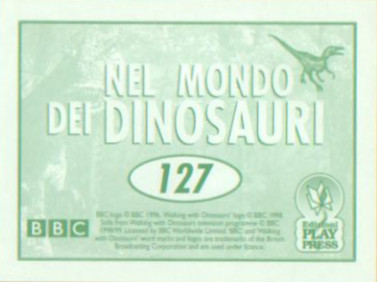 NEL MONDO
DEI DINOSAURI
127
BBC logo © BBC 1996. Walking with Dinosaurs' logo © BBC 1998.
Stills from Walking with Dinosaurs television programme © BBC
1998/99. Licensed by BBC Worldwide Limited. 'BBC' and 'Walking
with Dinosaurs' word marks and logos are trademarks of the British
Broadcasting Corporation and are used under licence.
BBC
Edizioni
PLAY
PRESS